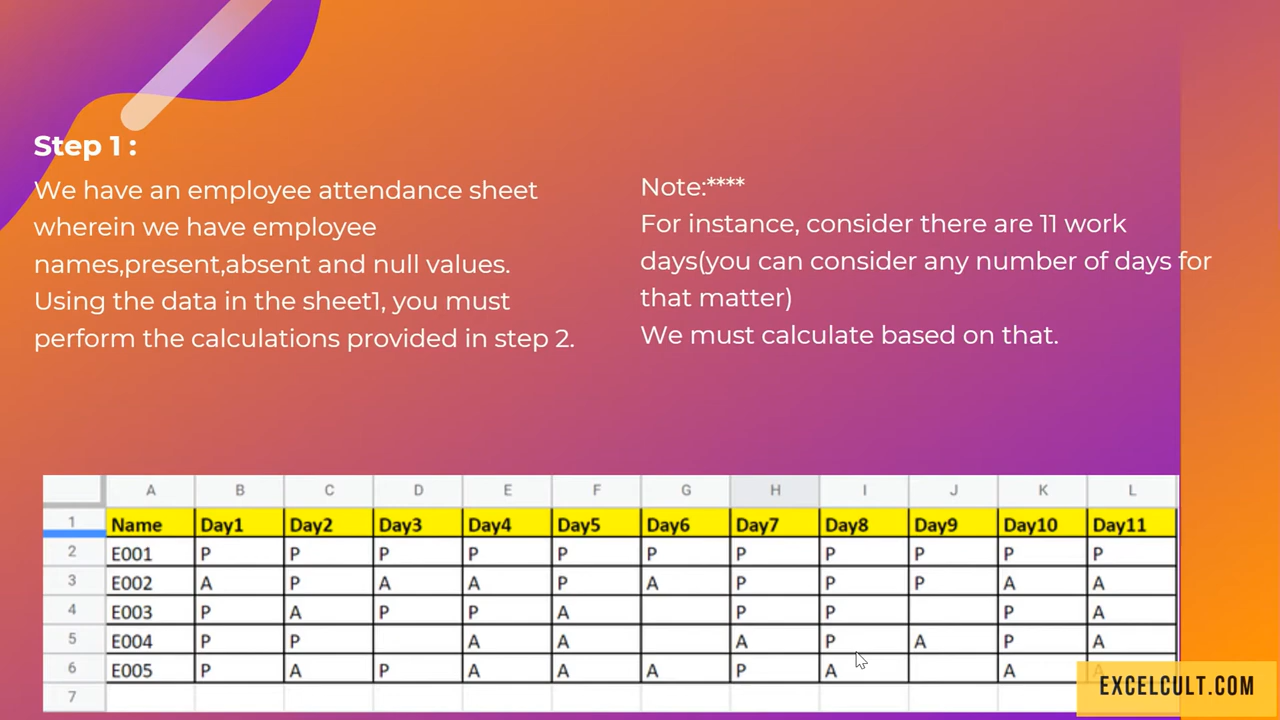 Step 1 :
We have an employee attendance sheet
wherein we have employee
names,present,absent and null values.
Using the data in the sheet1, you must
perform the calculations provided in step 2.
Note:****
For instance, consider there are 11 work
days(you can consider any number of days for
that matter)
We must calculate based on that.
A B C D E F G H I J K L
1 Name Day1 Day2 Day3 Day4 Day5 Day6 Day7 Day8 Day9 Day10 Day11
2 E001 P P P P P P P P P P P
3 E002 A P A A P A P P P A A
4 E003 P A P P A P P P A
5 E004 P P A A A P A P A
6 E005 P A P A A A P A A A
7
EXCELCULT.COM